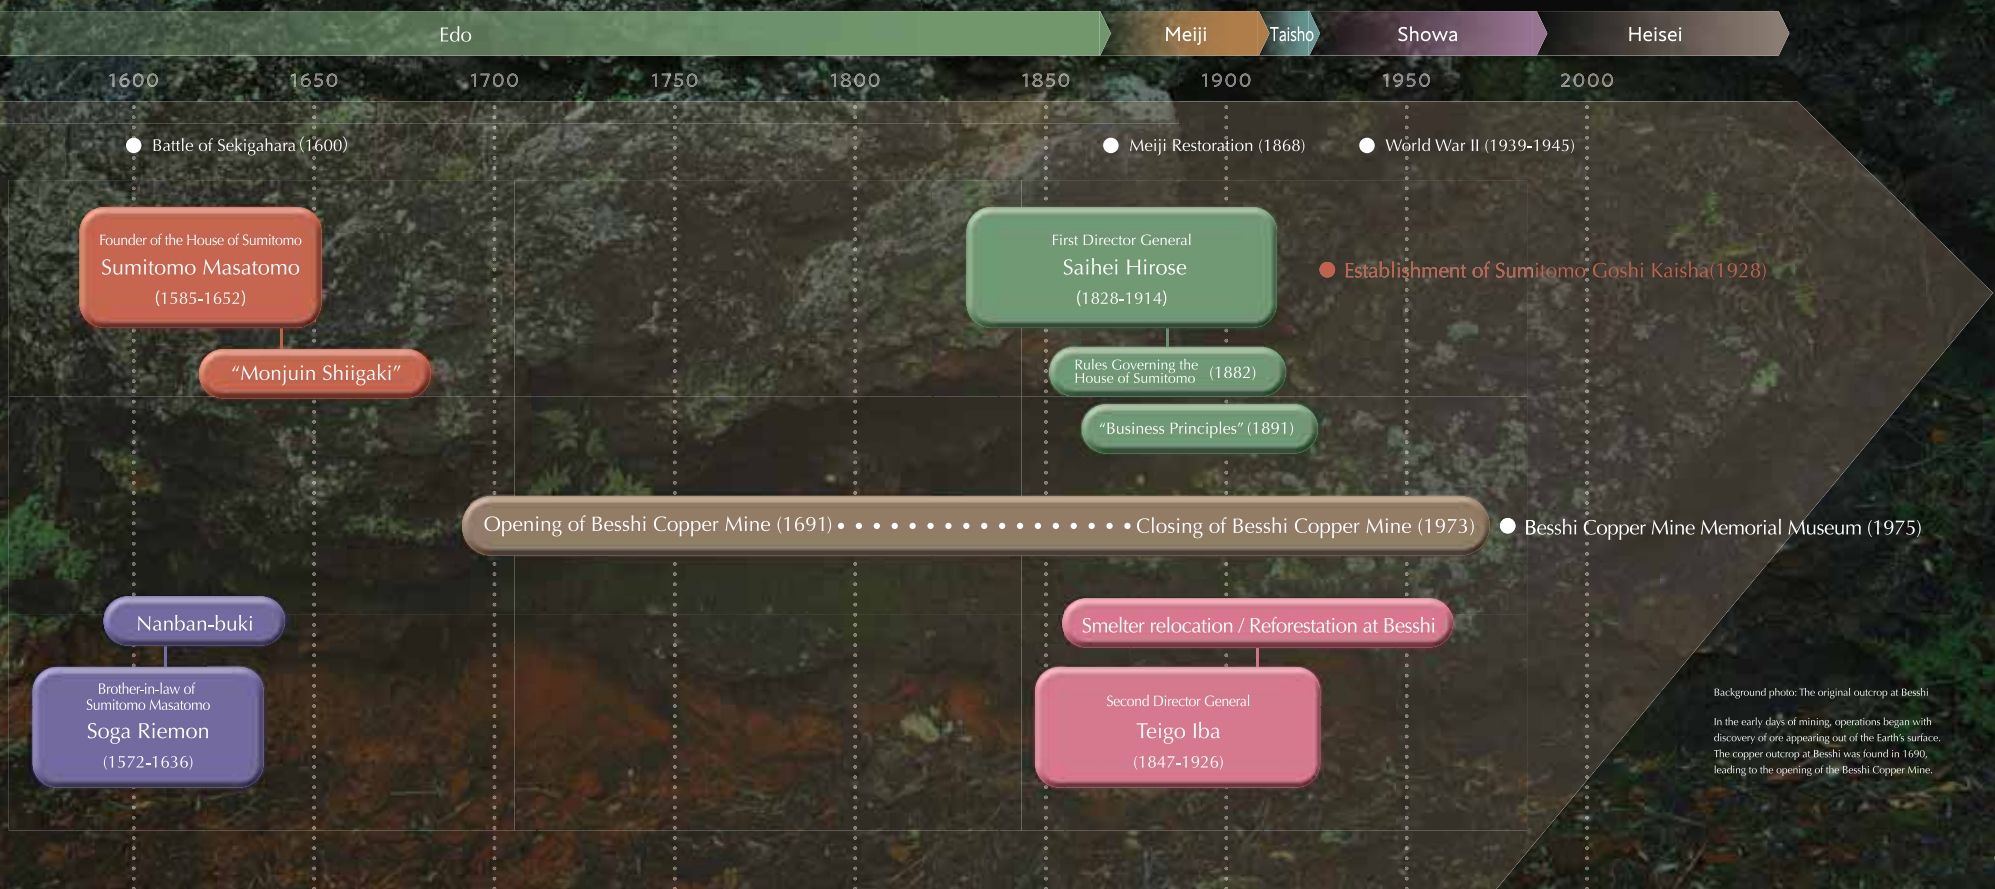 Edo
Meiji
Taisho
Showa
Heisei
1600
1650
1700
1750
1800
1850
1900
1950
2000
Battle of Sekigahara (1600)
Meiji Restoration (1868)
World War II (1939-1945)
Founder of the House of Sumitomo
Sumitomo Masatomo
(1585-1652)
“Monjuin Shiigaki”
First Director General
Saihei Hirose
(1828-1914)
Rules Governing the
House of Sumitomo (1882)
“Business Principles” (1891)
Establishment of Sumitomo Goshi Kaisha(1928)
Opening of Besshi Copper Mine (1691)
Closing of Besshi Copper Mine (1973)
Besshi Copper Mine Memorial Museum (1975)
Nanban-buki
Brother-in-law of
Sumitomo Masatomo
Soga Riemon
(1572-1636)
Smelter relocation / Reforestation at Besshi
Second Director General
Teigo Iba
(1847-1926)
Background photo: The original outcrop at Besshi
In the early days of mining, operations began with
discovery of ore appearing out of the Earth’s surface.
The copper outcrop at Besshi was found in 1690,
leading to the opening of the Besshi Copper Mine.